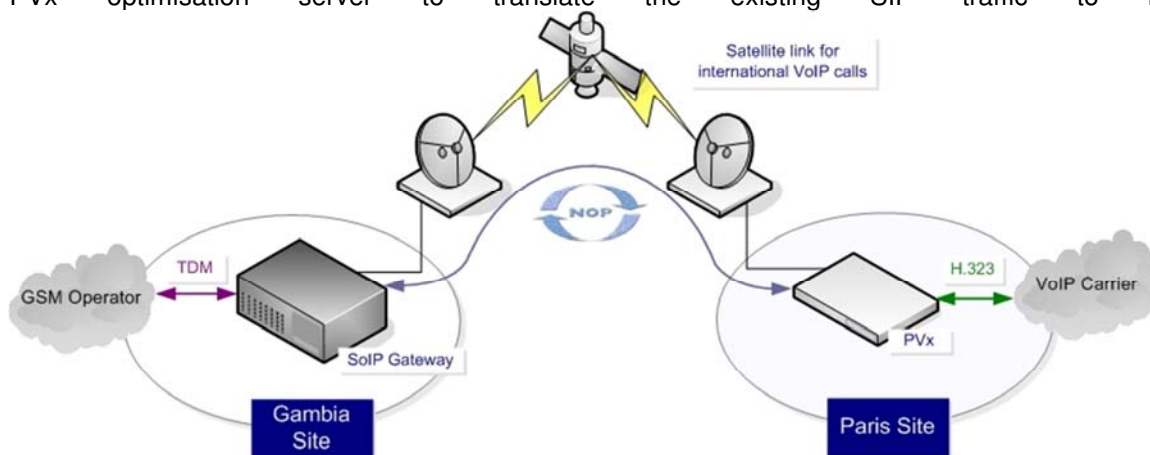 PVx optimisation server to translate the existing SIP traffic to
Satellite link for
international VoIP calls
NOP
TDM
GSM Operator
SoIP Gateway
Gambia
Site
H.323
VoIP Carrier
PVx
Paris Site